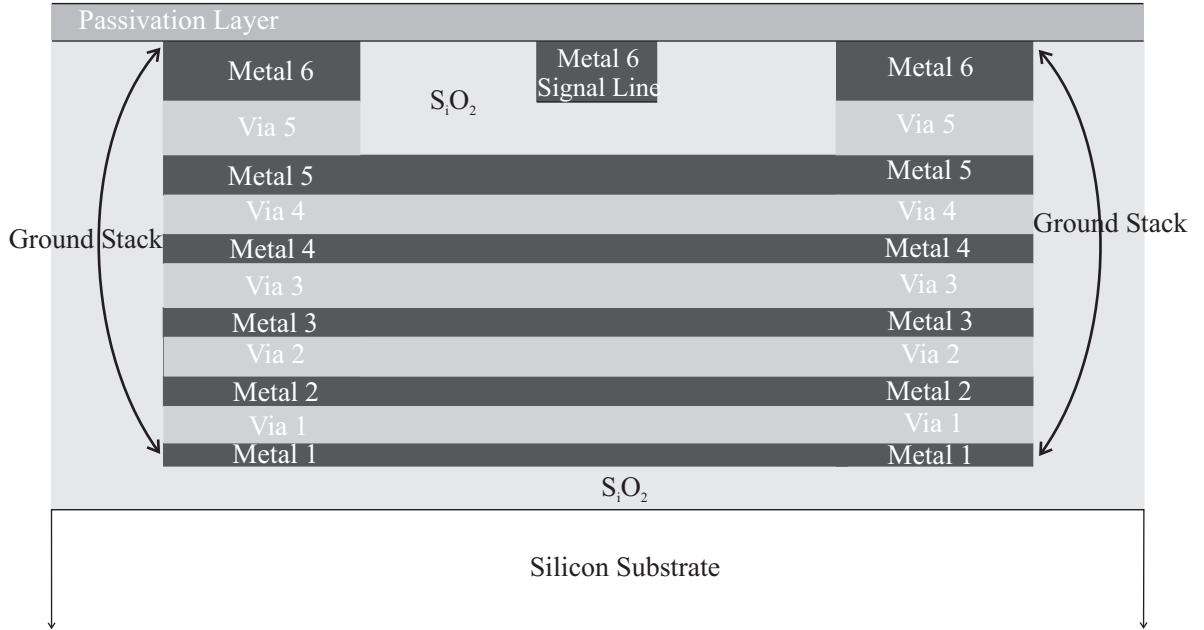 Passivation Layer
Metal 6
Metal 6
Signal Line
Metal 6
SiO2
Via 5
Via 5
Metal 5
Metal 5
Via 4
Via 4
Ground Stack
Ground Stack
Metal 4
Metal 4
Via 3
Via 3
Metal 3
Metal 3
Via 2
Via 2
Metal 2
Metal 2
Via 1
Via 1
Metal 1
Metal 1
SiO2
Silicon Substrate